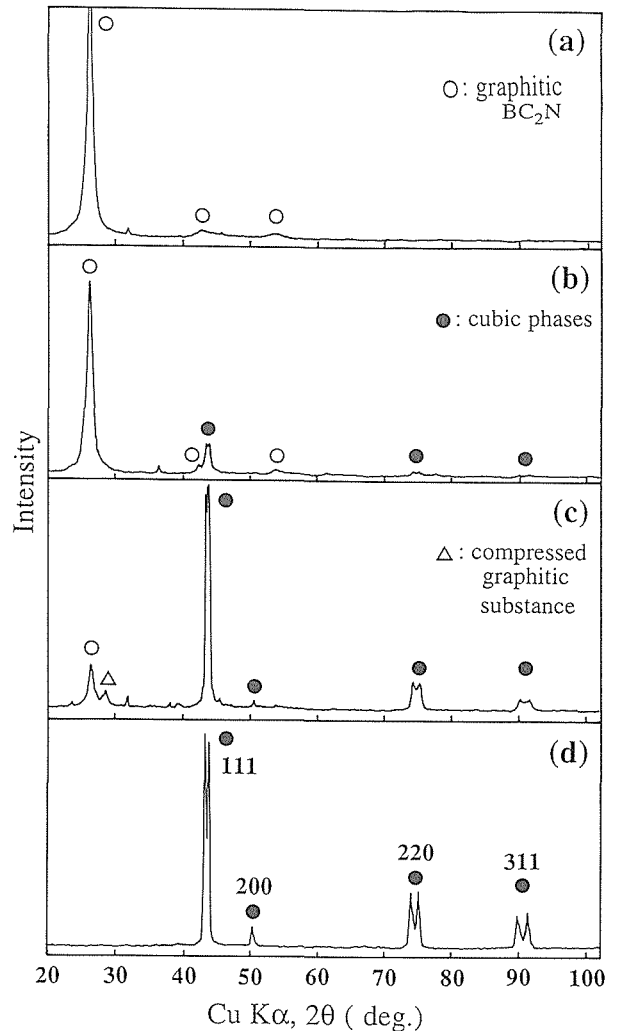 (a)
○ : graphitic
BC₂N
(b)
● : cubic phases
(c)
△ : compressed
graphitic
substance
(d)
111
200
220
311
Intensity
20 30 40 50 60 70 80 90 100
Cu Kα, 2θ ( deg.)